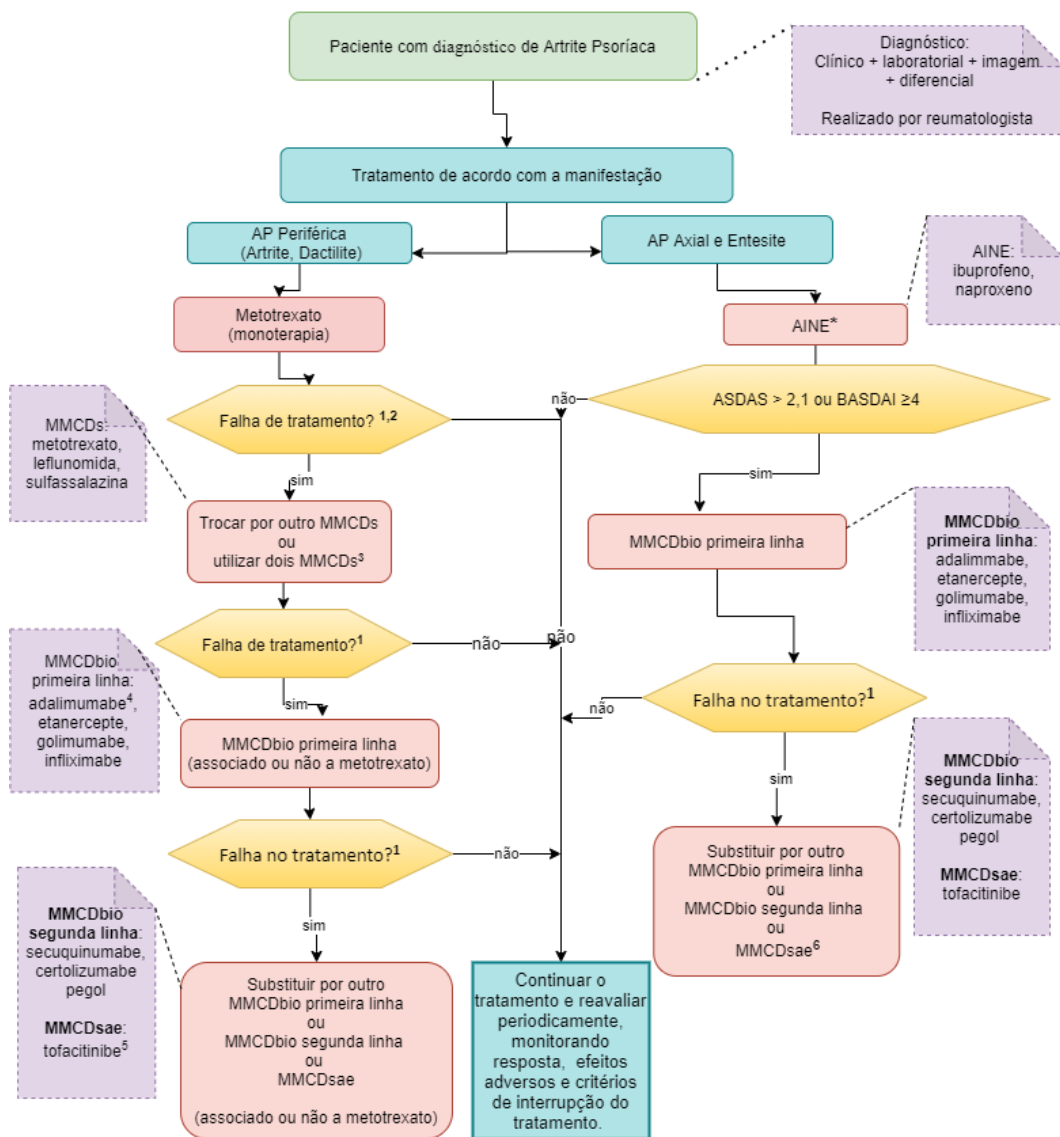 Paciente com diagnóstico de Artrite Psoríaca
Diagnóstico:
Clínico + laboratorial + imagem
+ diferencial
Realizado por reumatologista
Tratamento de acordo com a manifestação
AP Periférica
(Artrite, Dactilite)
AP Axial e Entesite
AINE:
ibuprofeno,
naproxeno
Metotrexato
(monoterapia)
AINE*
MMCDs:
metotrexato,
leflunomida,
sulfassalazina
Falha de tratamento? 1,2
não
ASDAS > 2,1 ou BASDAI ≥4
sim
sim
Trocar por outro MMCDs
ou
utilizar dois MMCDs3
MMCDbio primeira linha
MMCDbio
primeira linha:
adalimmabe,
etanercepte,
golimumabe,
infliximabe
Falha de tratamento?1
não
não
MMCDbio
primeira linha:
adalimumabe4,
etanercepte,
golimumabe,
infliximabe
sim
MMCDbio primeira linha
(associado ou não a metotrexato)
Falha no tratamento?1
não
sim
MMCDbio
segunda linha:
secuquinumabe,
certolizumabe
pegol
MMCDsae:
tofacitinibe
Falha no tratamento?1
não
sim
Substituir por outro
MMCDbio primeira linha
ou
MMCDbio segunda linha
ou
MMCDsae6
MMCDbio
segunda linha:
secuquinumabe,
certolizumabe
pegol
MMCDsae:
tofacitinibe5
Substituir por outro
MMCDbio primeira linha
ou
MMCDbio segunda linha
ou
MMCDsae
(associado ou não a metotrexato)
Continuar o
tratamento e reavaliar
periodicamente,
monitorando
resposta, efeitos
adversos e critérios
de interrupção do
tratamento.